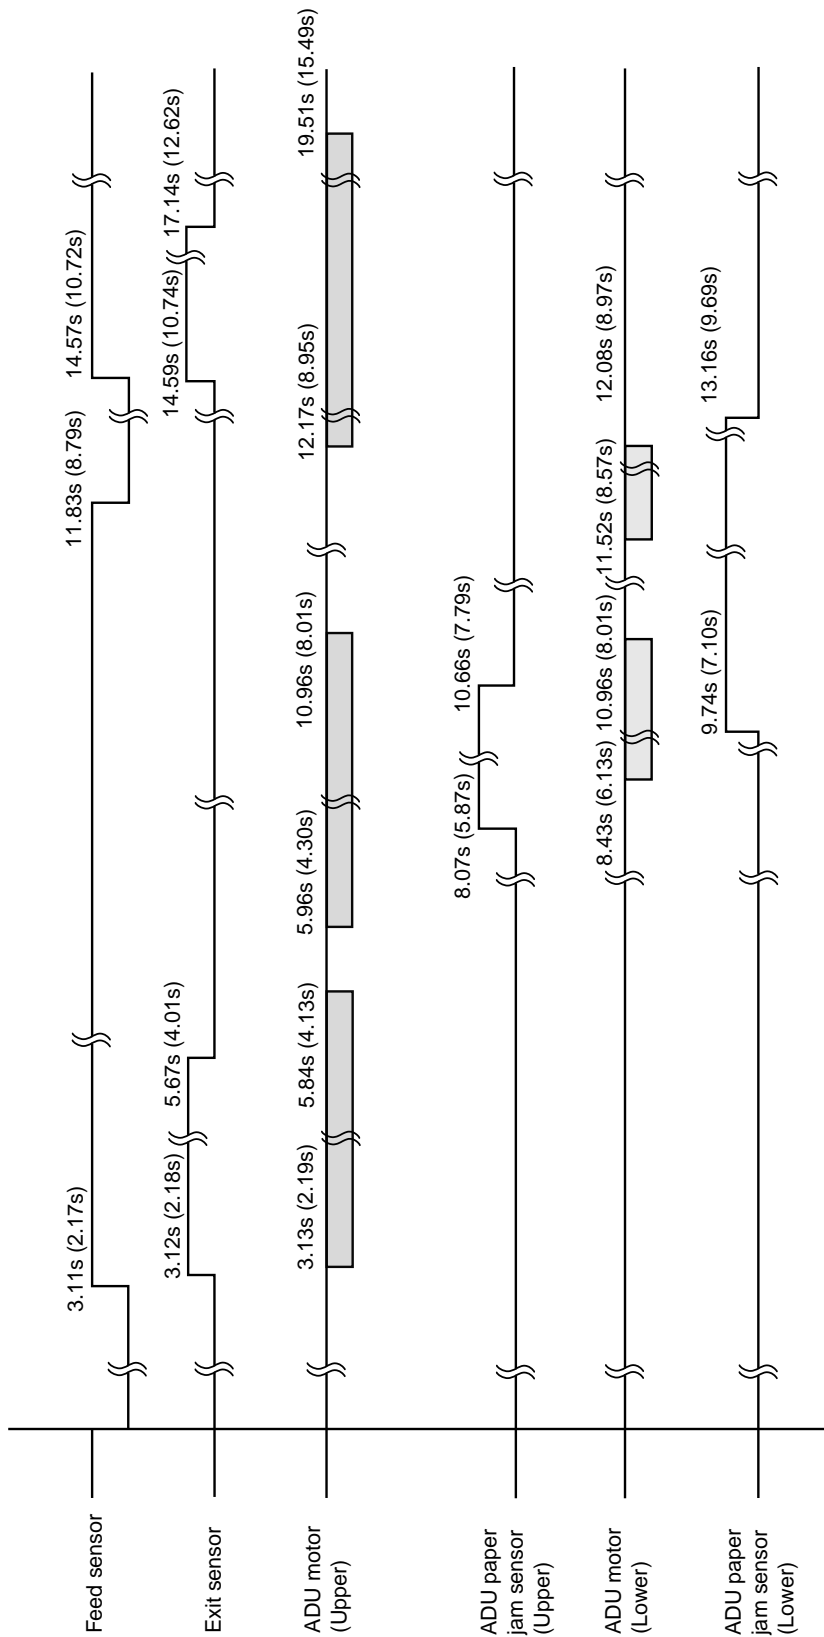 Feed sensor
3.11s (2.17s)
11.83s (8.79s)
14.57s (10.72s)
Exit sensor
3.12s (2.18s)
5.67s (4.01s)
14.59s (10.74s)
17.14s (12.62s)
ADU motor
(Upper)
3.13s (2.19s)
5.84s (4.13s)
5.96s (4.30s)
10.96s (8.01s)
12.17s (8.95s)
19.51s (15.49s)
ADU paper
jam sensor
(Upper)
8.07s (5.87s)
10.66s (7.79s)
ADU motor
(Lower)
8.43s (6.13s)
10.96s (8.01s)
11.52s (8.57s)
12.08s (8.97s)
ADU paper
jam sensor
(Lower)
9.74s (7.10s)
13.16s (9.69s)